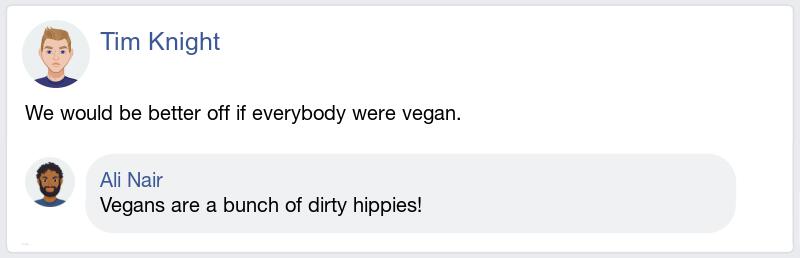 Tim Knight
We would be better off if everybody were vegan.
Ali Nair
Vegans are a bunch of dirty hippies!